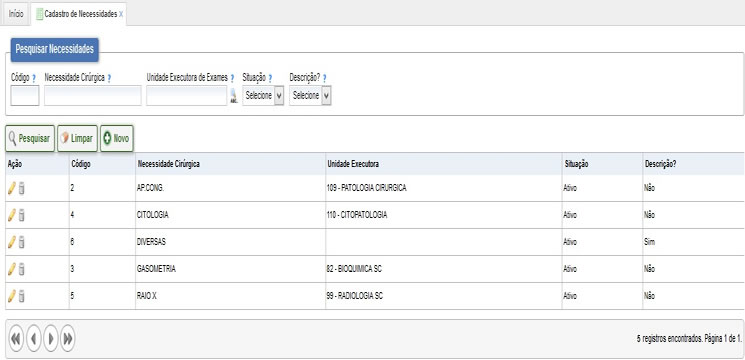 Início Cadastro de Necessidades x
Pesquisar Necessidades
Código ? Necessidade Cirúrgica ? Unidade Executora de Exames ? Situação ? Descrição? ?
Selecione Selecione
Pesquisar Limpar Novo
Ação Código Necessidade Cirúrgica Unidade Executora Situação Descrição?
2 AP.CONG. 109 - PATOLOGIA CIRURGICA Ativo Não
4 CITOLOGIA 110 - CITOPATOLOGIA Ativo Não
6 DIVERSAS Ativo Sim
3 GASOMETRIA 82 - BIOQUIMICA SC Ativo Não
5 RAIO X 99 - RADIOLOGIA SC Ativo Não
5 registros encontrados. Página 1 de 1.